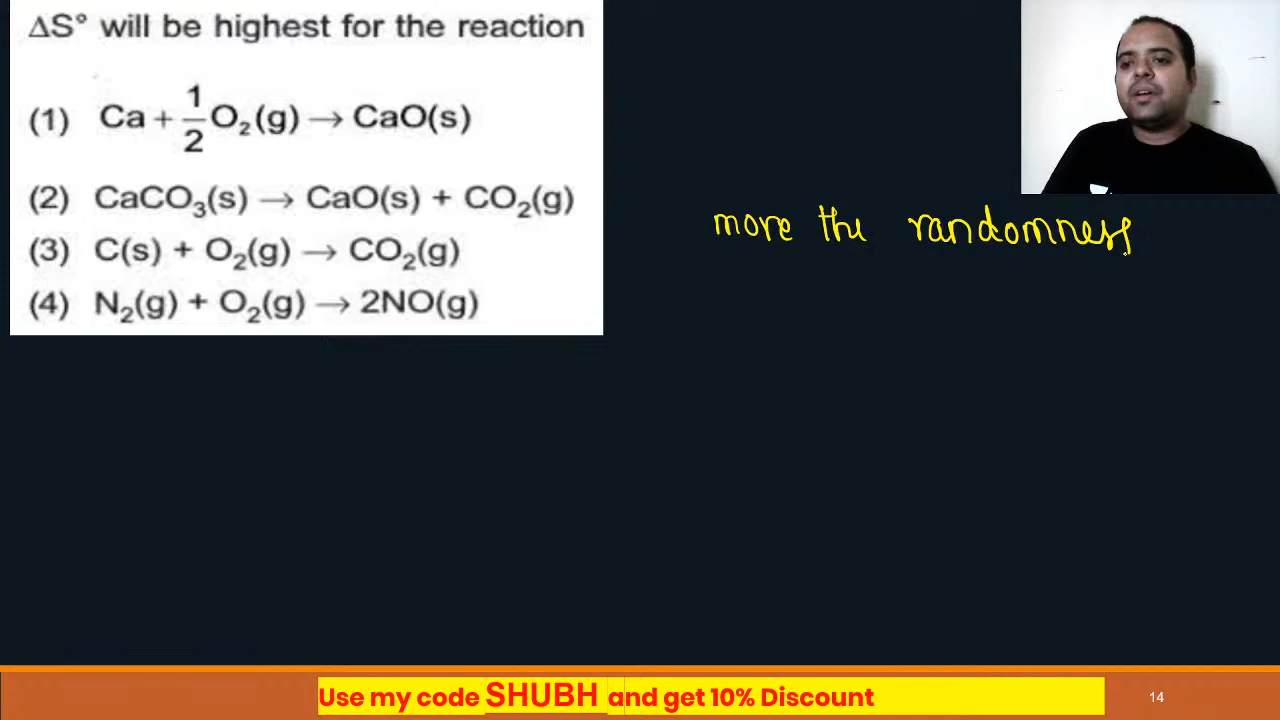 ΔS° will be highest for the reaction
(1) Ca + 1/2 O₂(g) → CaO(s)
(2) CaCO₃(s) → CaO(s) + CO₂(g)
(3) C(s) + O₂(g) → CO₂(g)
(4) N₂(g) + O₂(g) → 2NO(g)
more the randomness
Use my code SHUBH and get 10% Discount
14